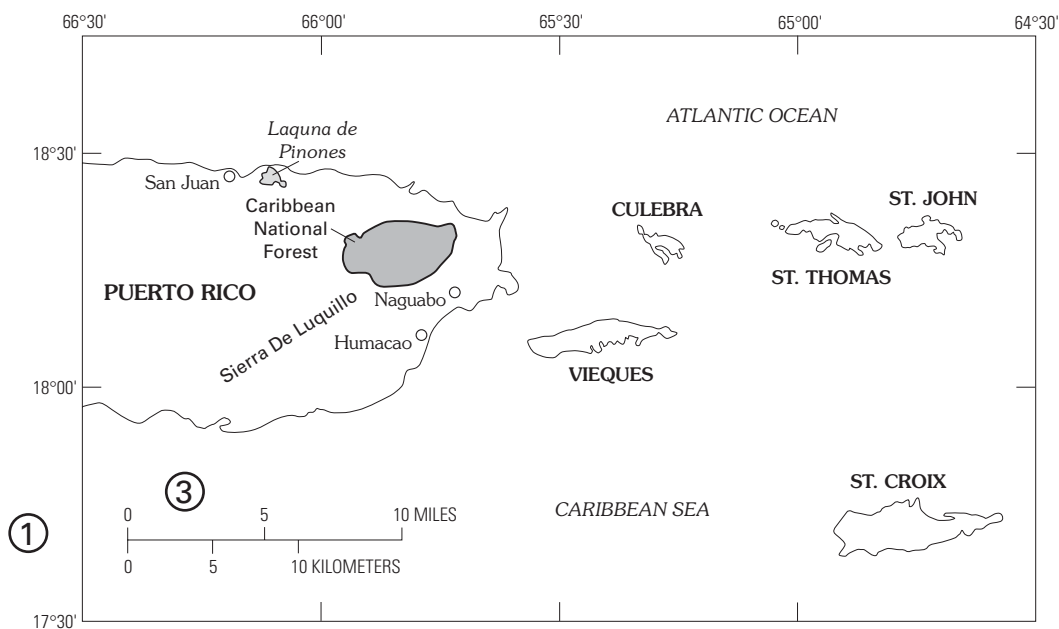 66°30' 66°00' 65°30' 65°00' 64°30'
ATLANTIC OCEAN
Laquna de
Pinones
18°30'
San Juan
Caribbean
National
Forest
CULEBRA
ST. JOHN
ST. THOMAS
PUERTO RICO
Naguabo
Sierra De Luquillo
Humacao
VIEQUES
18°00'
ST. CROIX
3
0 5 10 MILES
CARIBBEAN SEA
1
0 5 10 KILOMETERS
17°30'